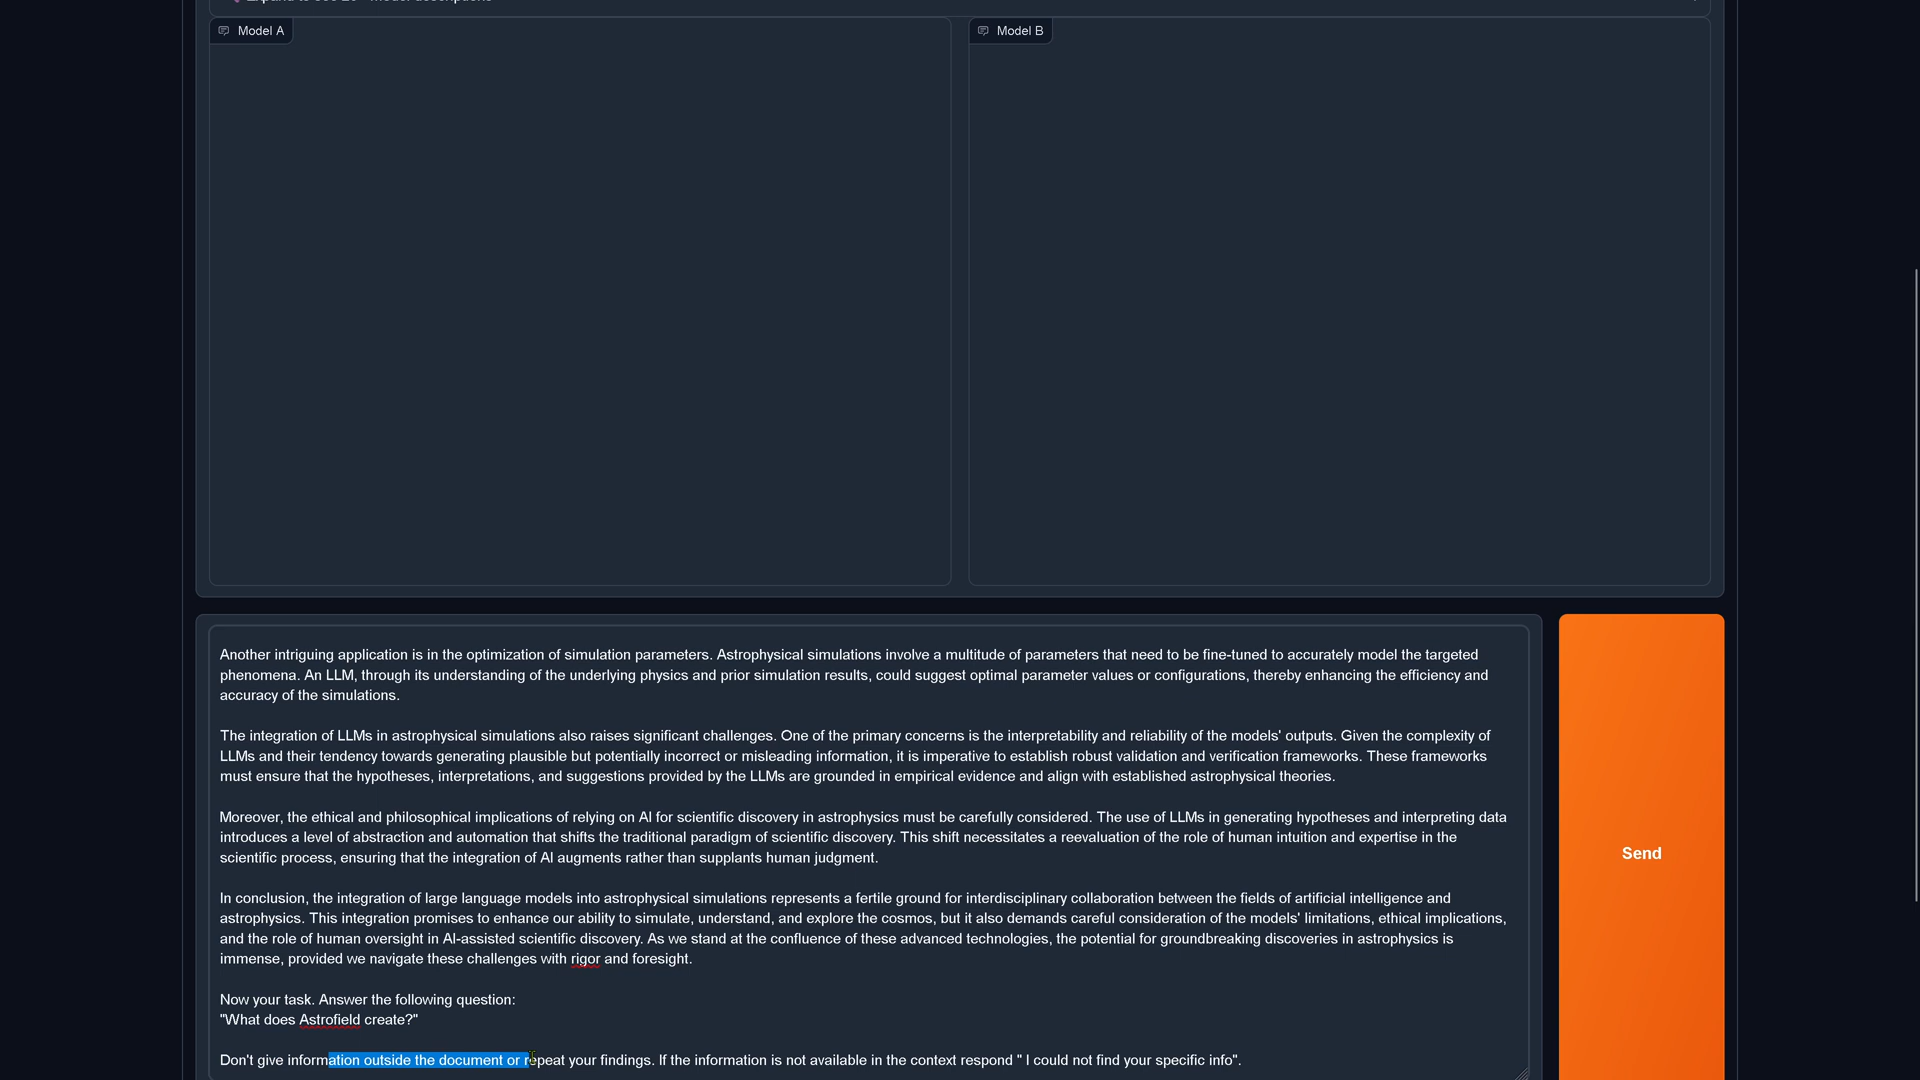 Expand to see 20+ model descriptions
Model A
Model B
Another intriguing application is in the optimization of simulation parameters. Astrophysical simulations involve a multitude of parameters that need to be fine-tuned to accurately model the targeted
phenomena. An LLM, through its understanding of the underlying physics and prior simulation results, could suggest optimal parameter values or configurations, thereby enhancing the efficiency and
accuracy of the simulations.
The integration of LLMs in astrophysical simulations also raises significant challenges. One of the primary concerns is the interpretability and reliability of the models' outputs. Given the complexity of
LLMs and their tendency towards generating plausible but potentially incorrect or misleading information, it is imperative to establish robust validation and verification frameworks. These frameworks
must ensure that the hypotheses, interpretations, and suggestions provided by the LLMs are grounded in empirical evidence and align with established astrophysical theories.
Moreover, the ethical and philosophical implications of relying on AI for scientific discovery in astrophysics must be carefully considered. The use of LLMs in generating hypotheses and interpreting data
introduces a level of abstraction and automation that shifts the traditional paradigm of scientific discovery. This shift necessitates a reevaluation of the role of human intuition and expertise in the
scientific process, ensuring that the integration of AI augments rather than supplants human judgment.
In conclusion, the integration of large language models into astrophysical simulations represents a fertile ground for interdisciplinary collaboration between the fields of artificial intelligence and
astrophysics. This integration promises to enhance our ability to simulate, understand, and explore the cosmos, but it also demands careful consideration of the models' limitations, ethical implications,
and the role of human oversight in AI-assisted scientific discovery. As we stand at the confluence of these advanced technologies, the potential for groundbreaking discoveries in astrophysics is
immense, provided we navigate these challenges with rigor and foresight.
Now your task. Answer the following question:
"What does Astrofield create?"
Don't give information outside the document or repeat your findings. If the information is not available in the context respond " I could not find your specific info".
Send